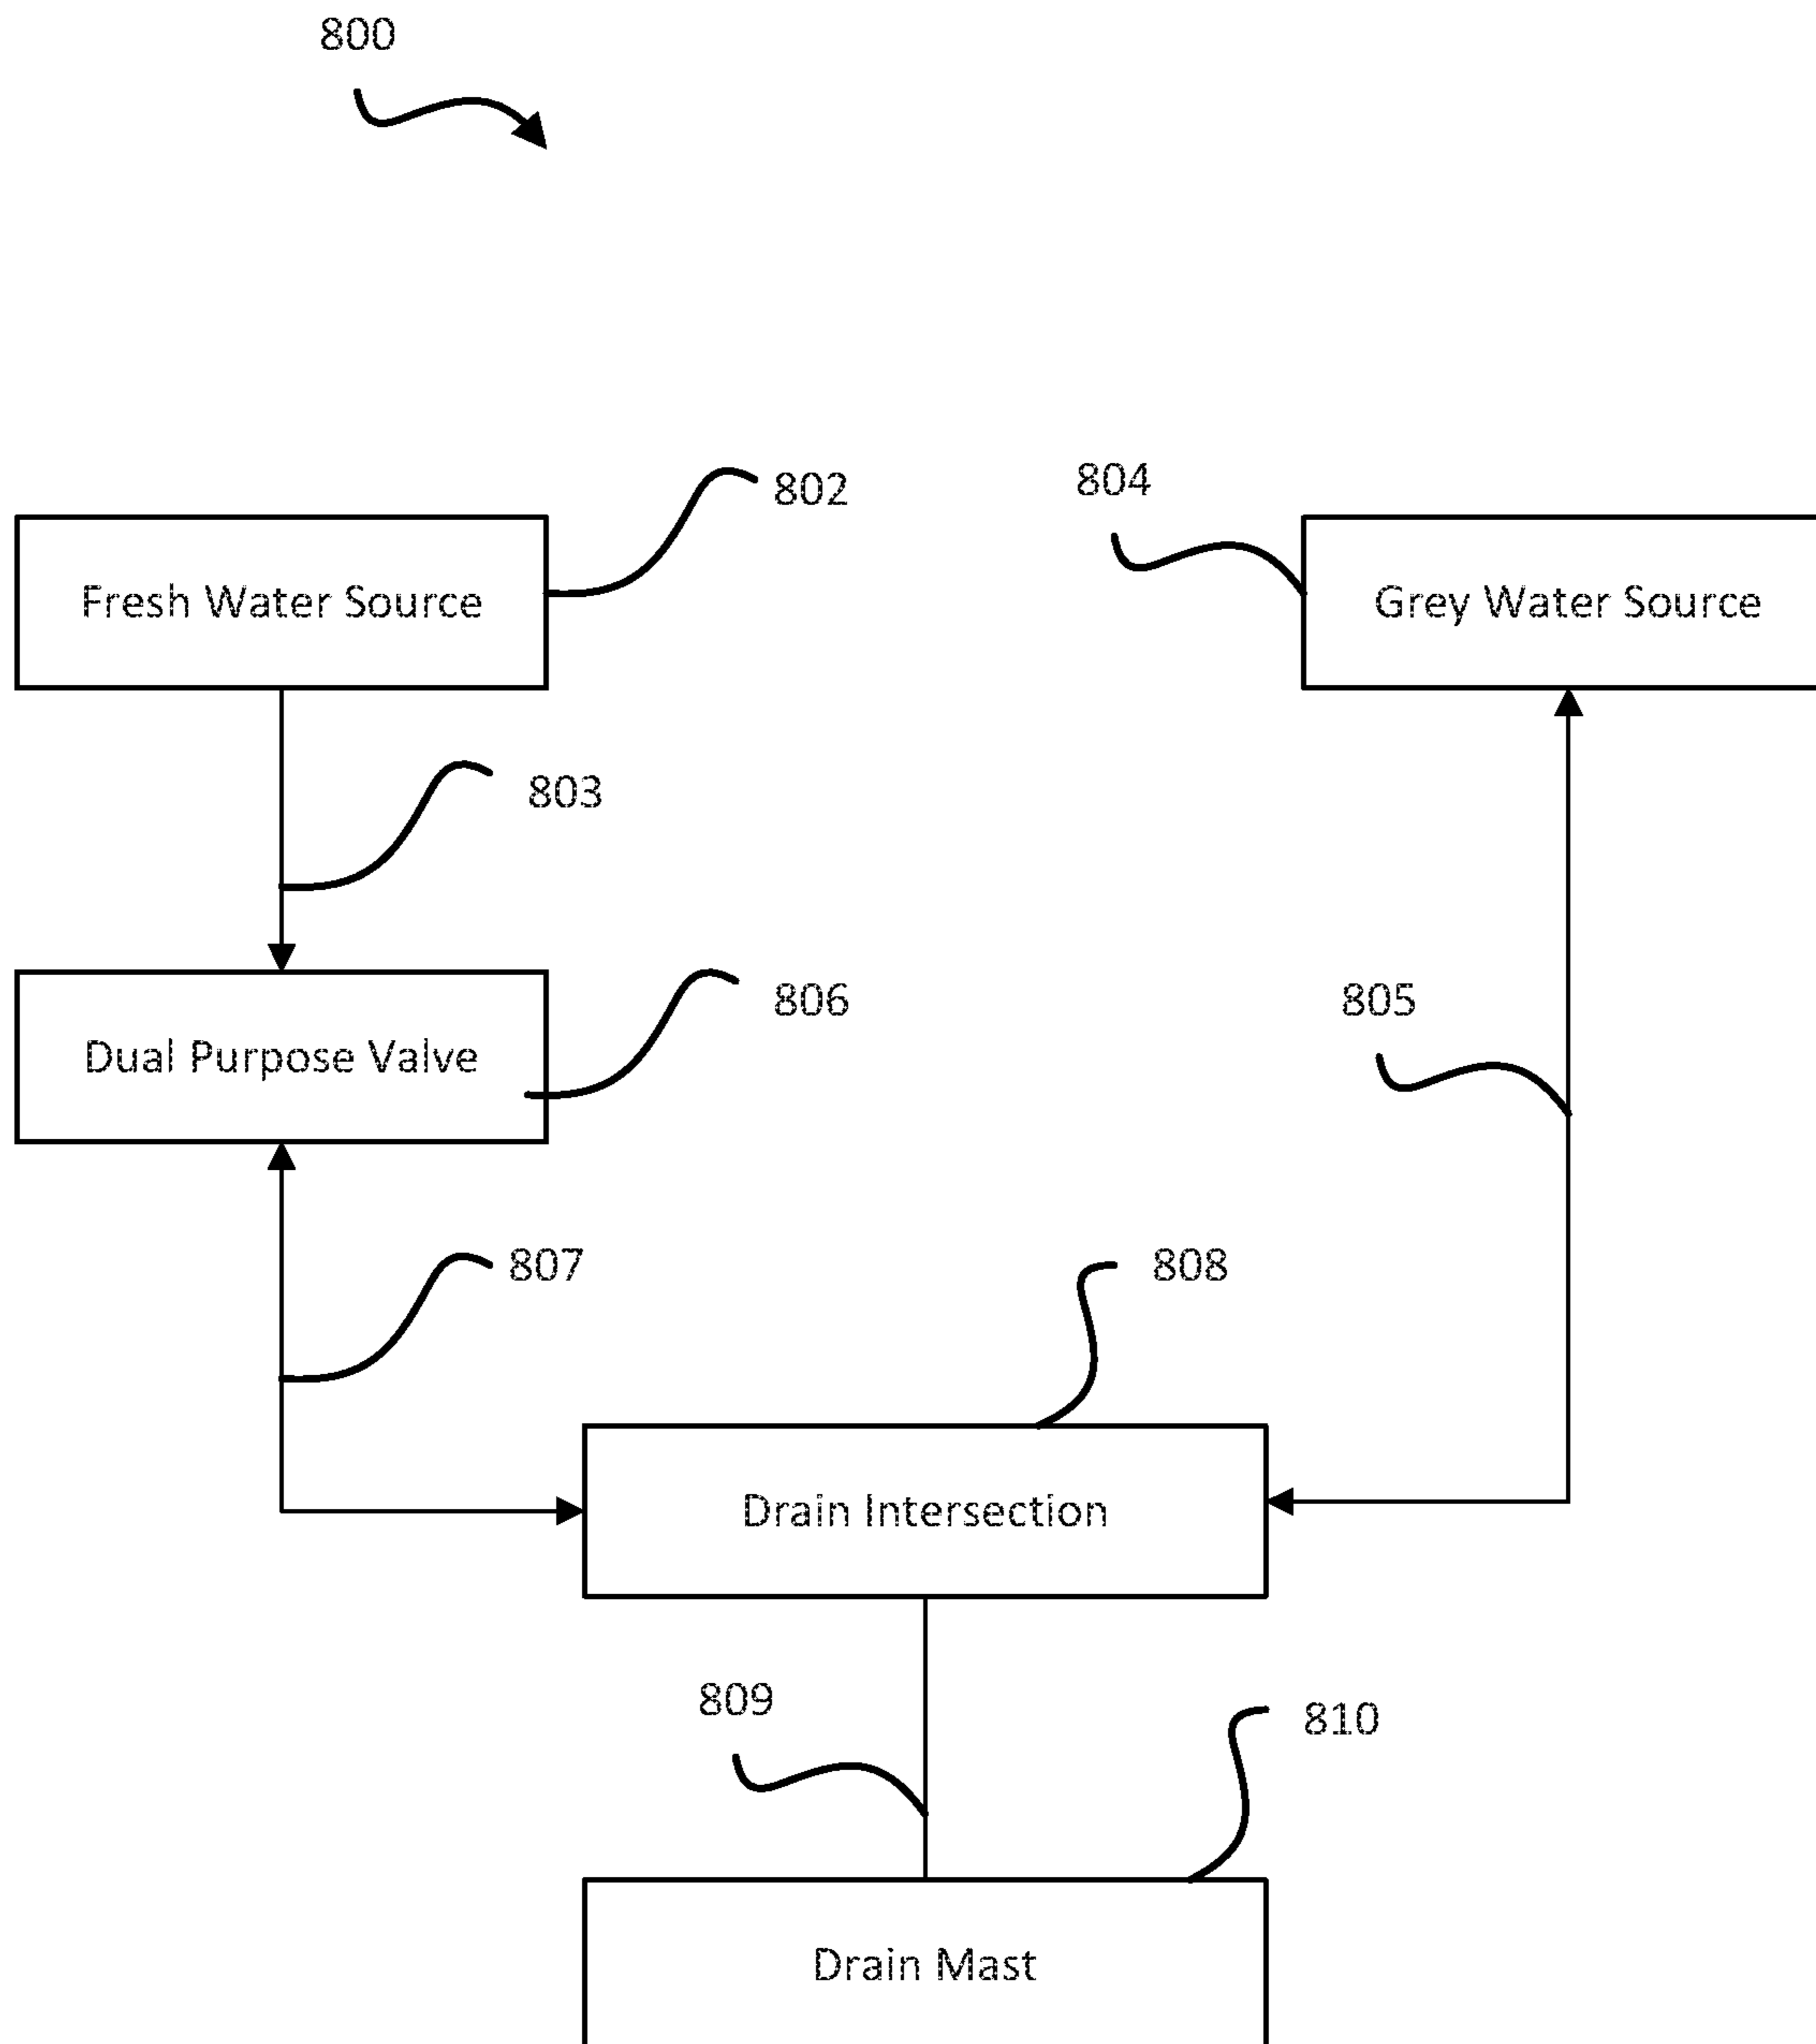 800
802
804
Fresh Water Source
Grey Water Source
803
806
805
Dual Purpose Valve
807
808
Drain Intersection
809
810
Drain Mast